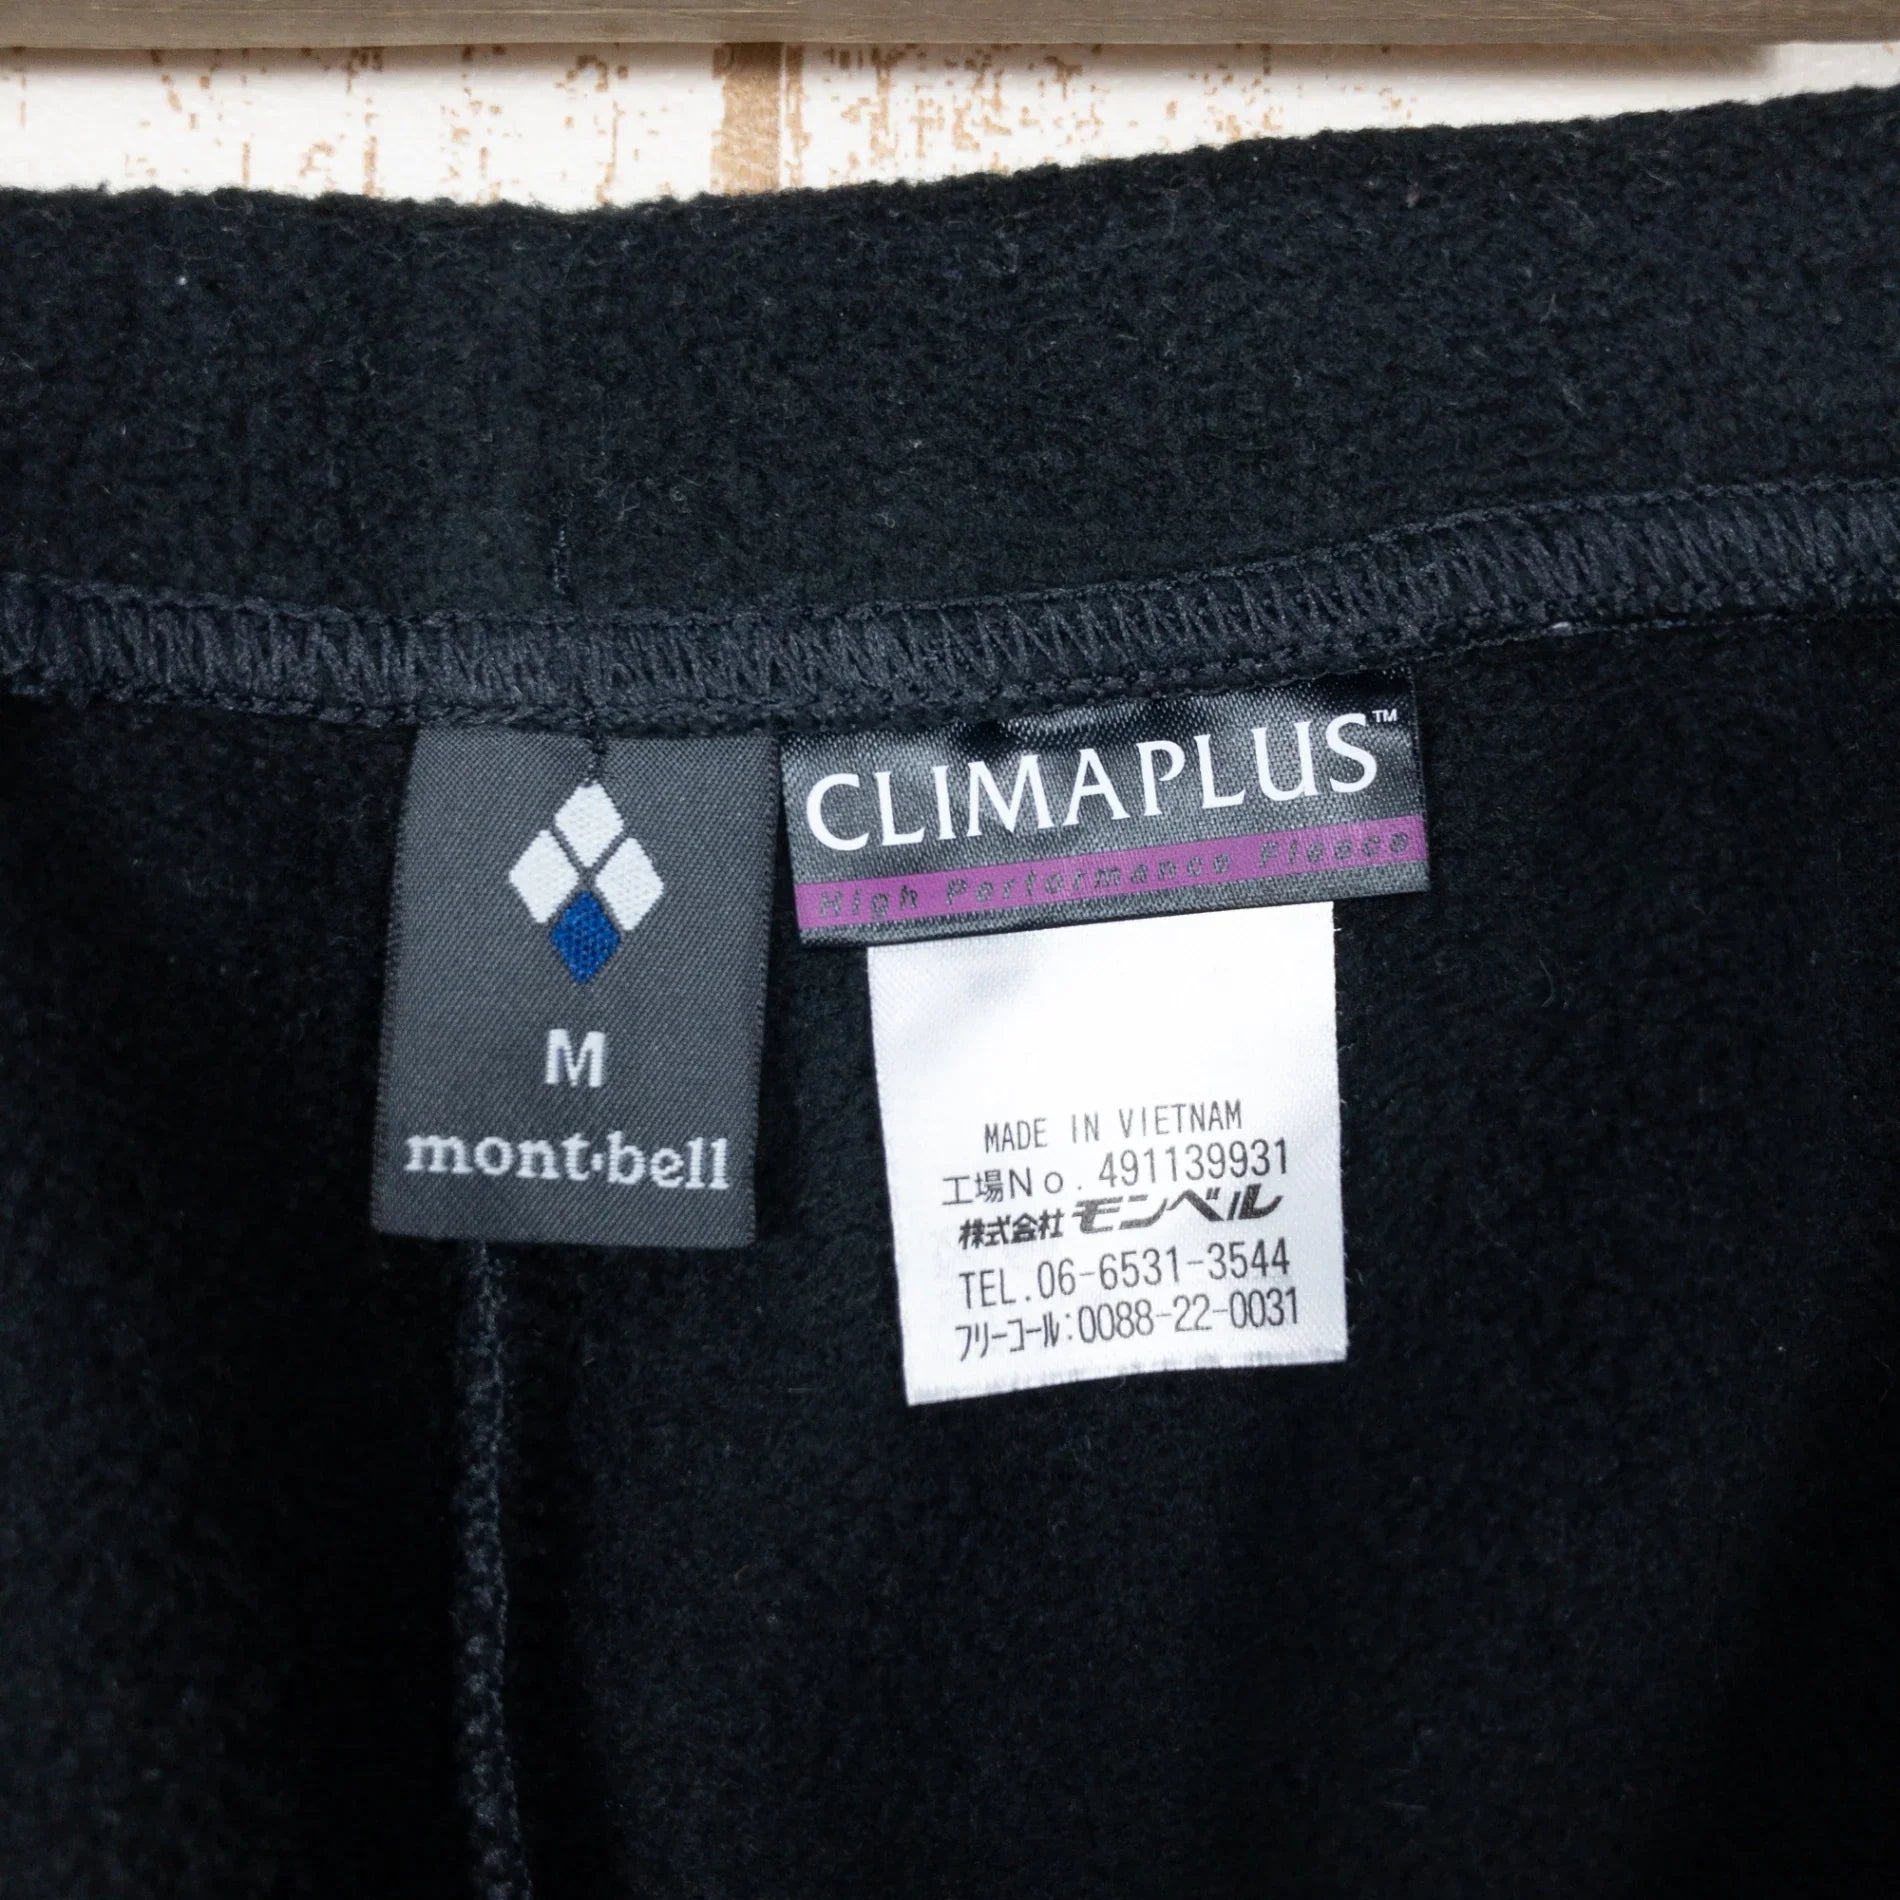 M
mont-bell
CLIMAPLUS™
High Performance Fleece
MADE IN VIETNAM
工場No.491139931
株式会社モンベル
TEL.06-6531-3544
フリーコール:0088-22-0031